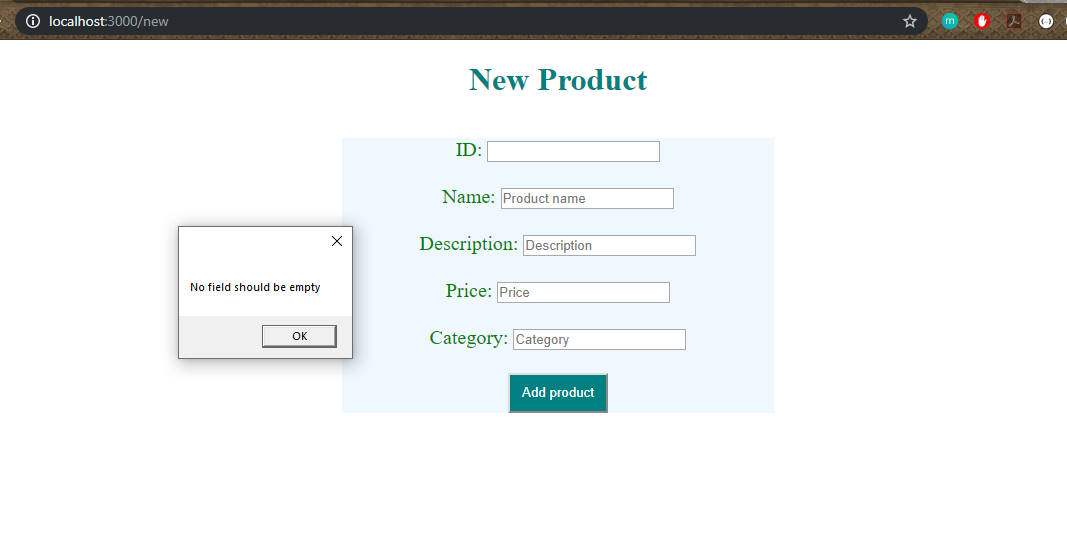 localhost:3000/new
m
New Product
ID:
Name: Product name
Description: Description
Price: Price
Category: Category
Add product
No field should be empty
OK